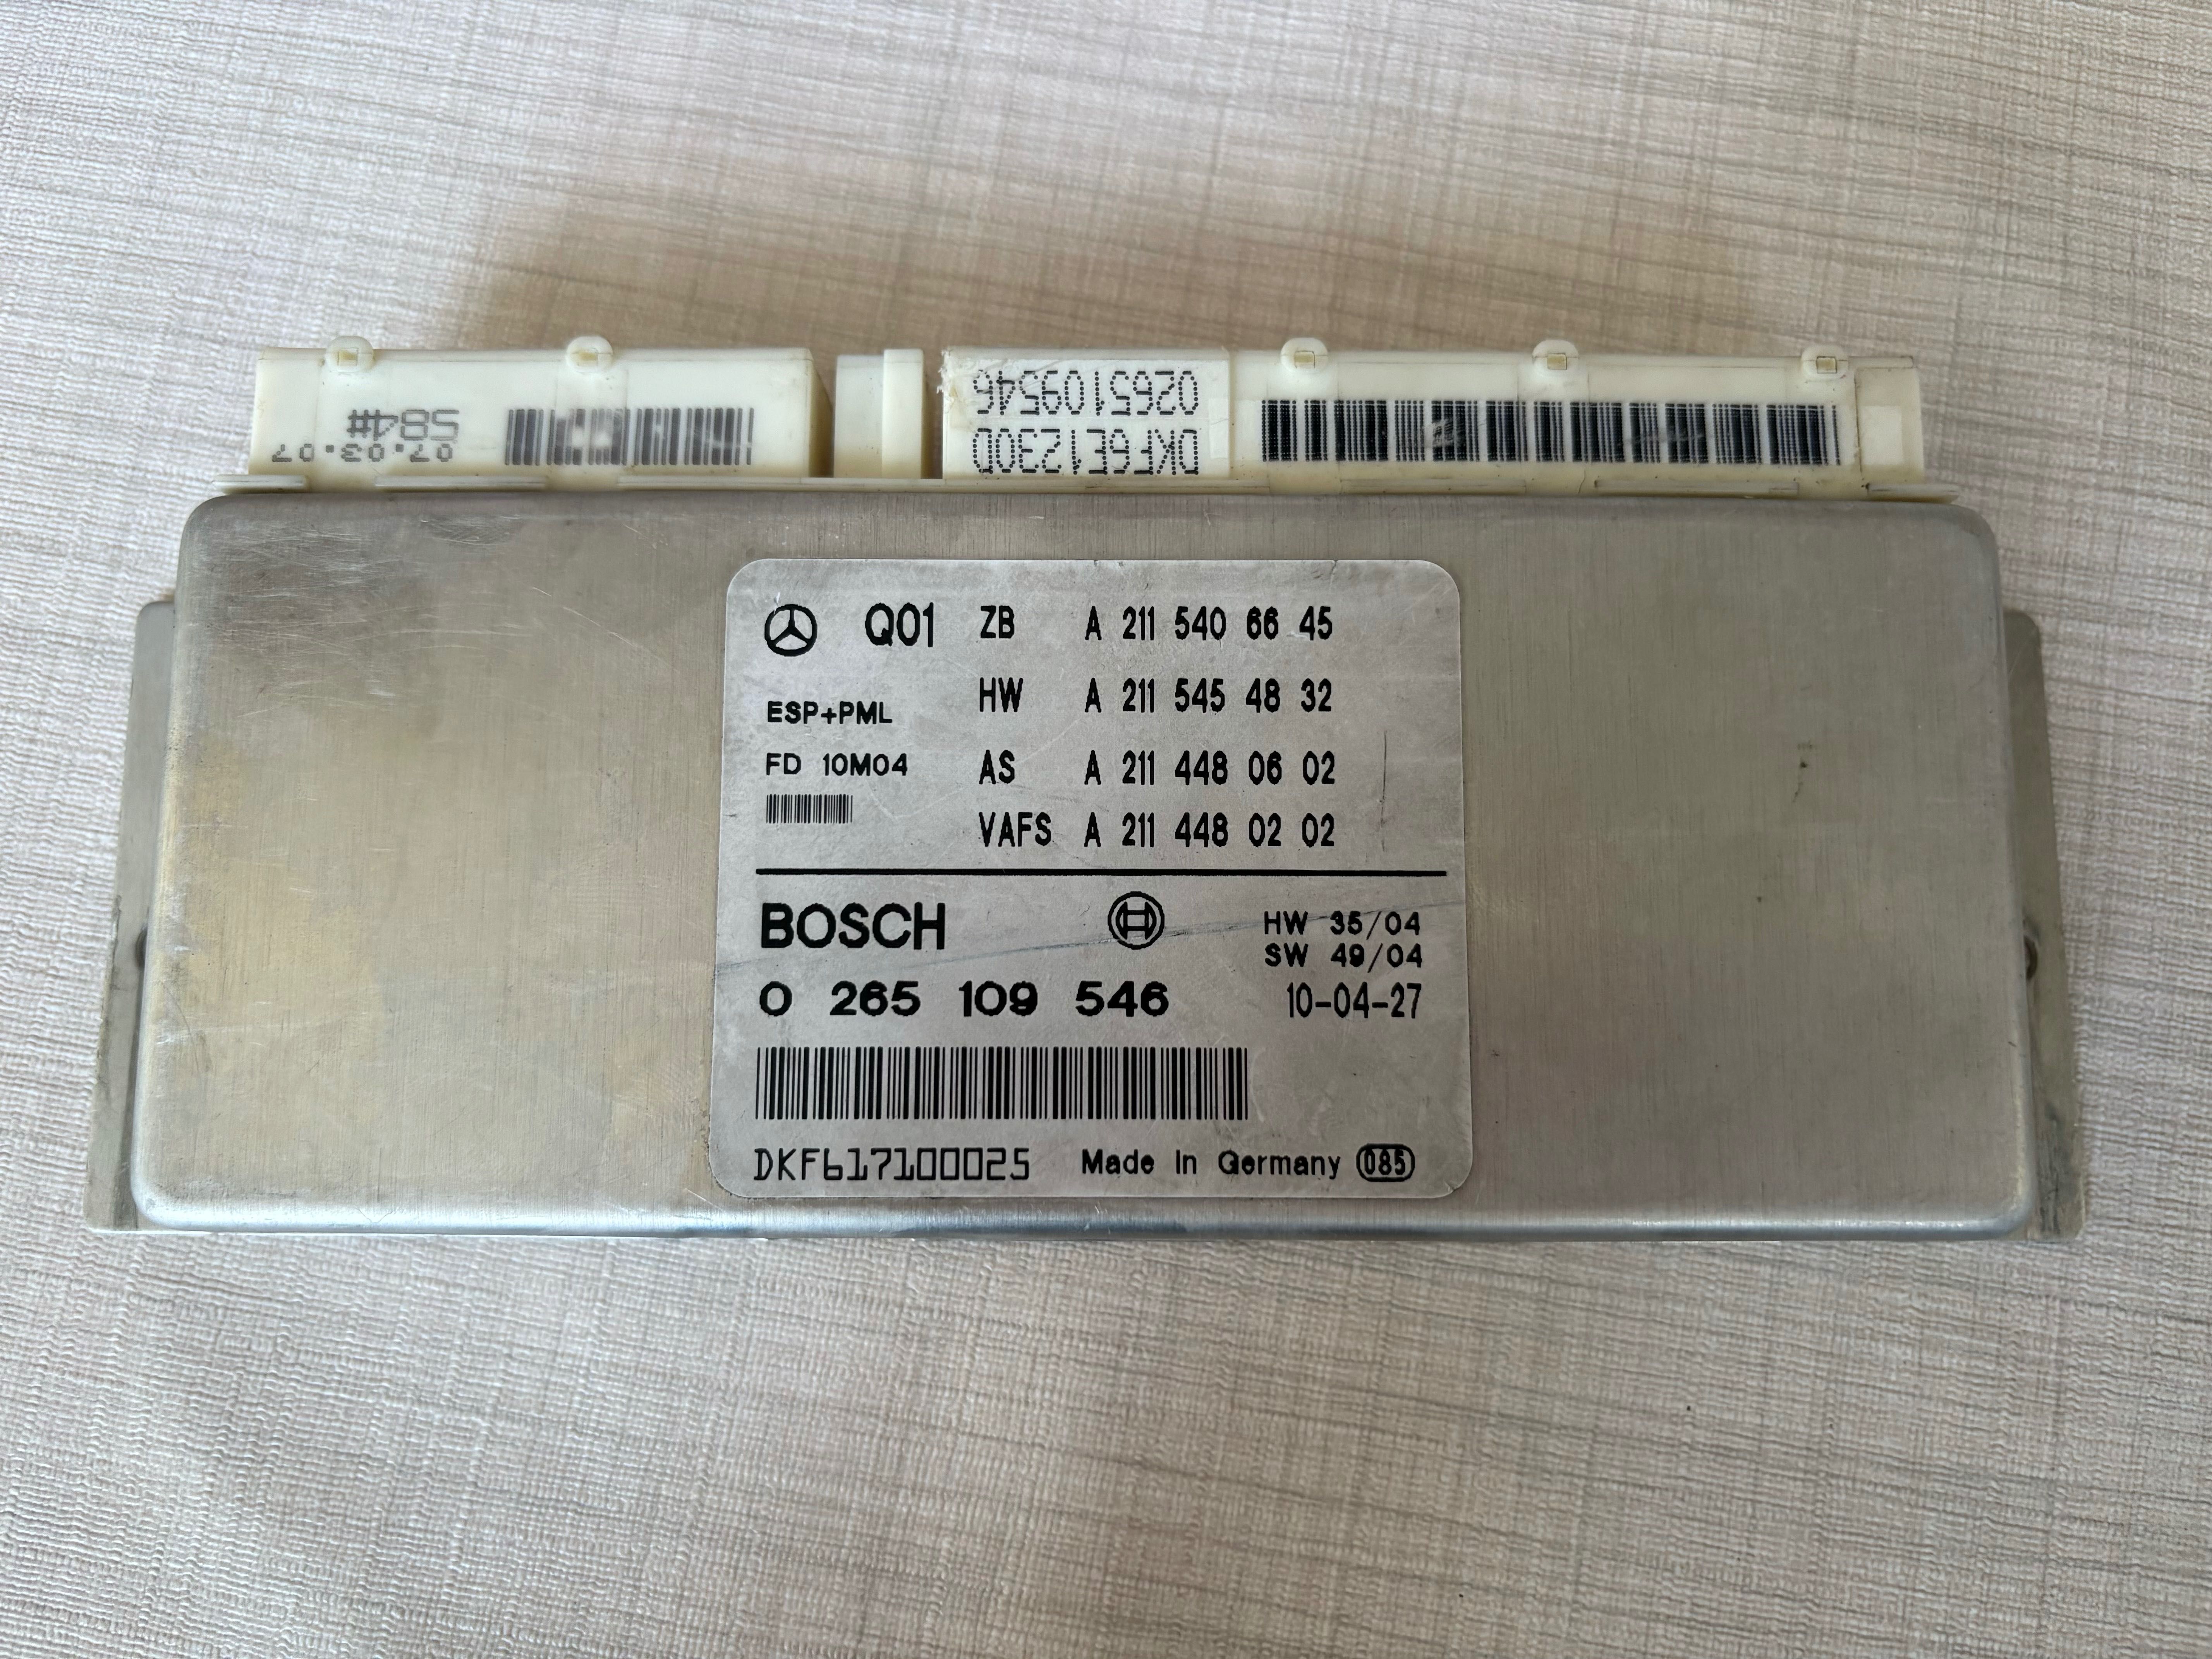 S84#
07.03.07
0265109546
DKF6E1230D
Q01 ZB A 211 540 66 45
HW A 211 545 48 32
ESP+PML
FD 10M04 AS A 211 448 06 02
VAFS A 211 448 02 02
BOSCH HW 35/04
SW 49/04
0 265 109 546 10-04-27
DKF617100025 Made in Germany 085